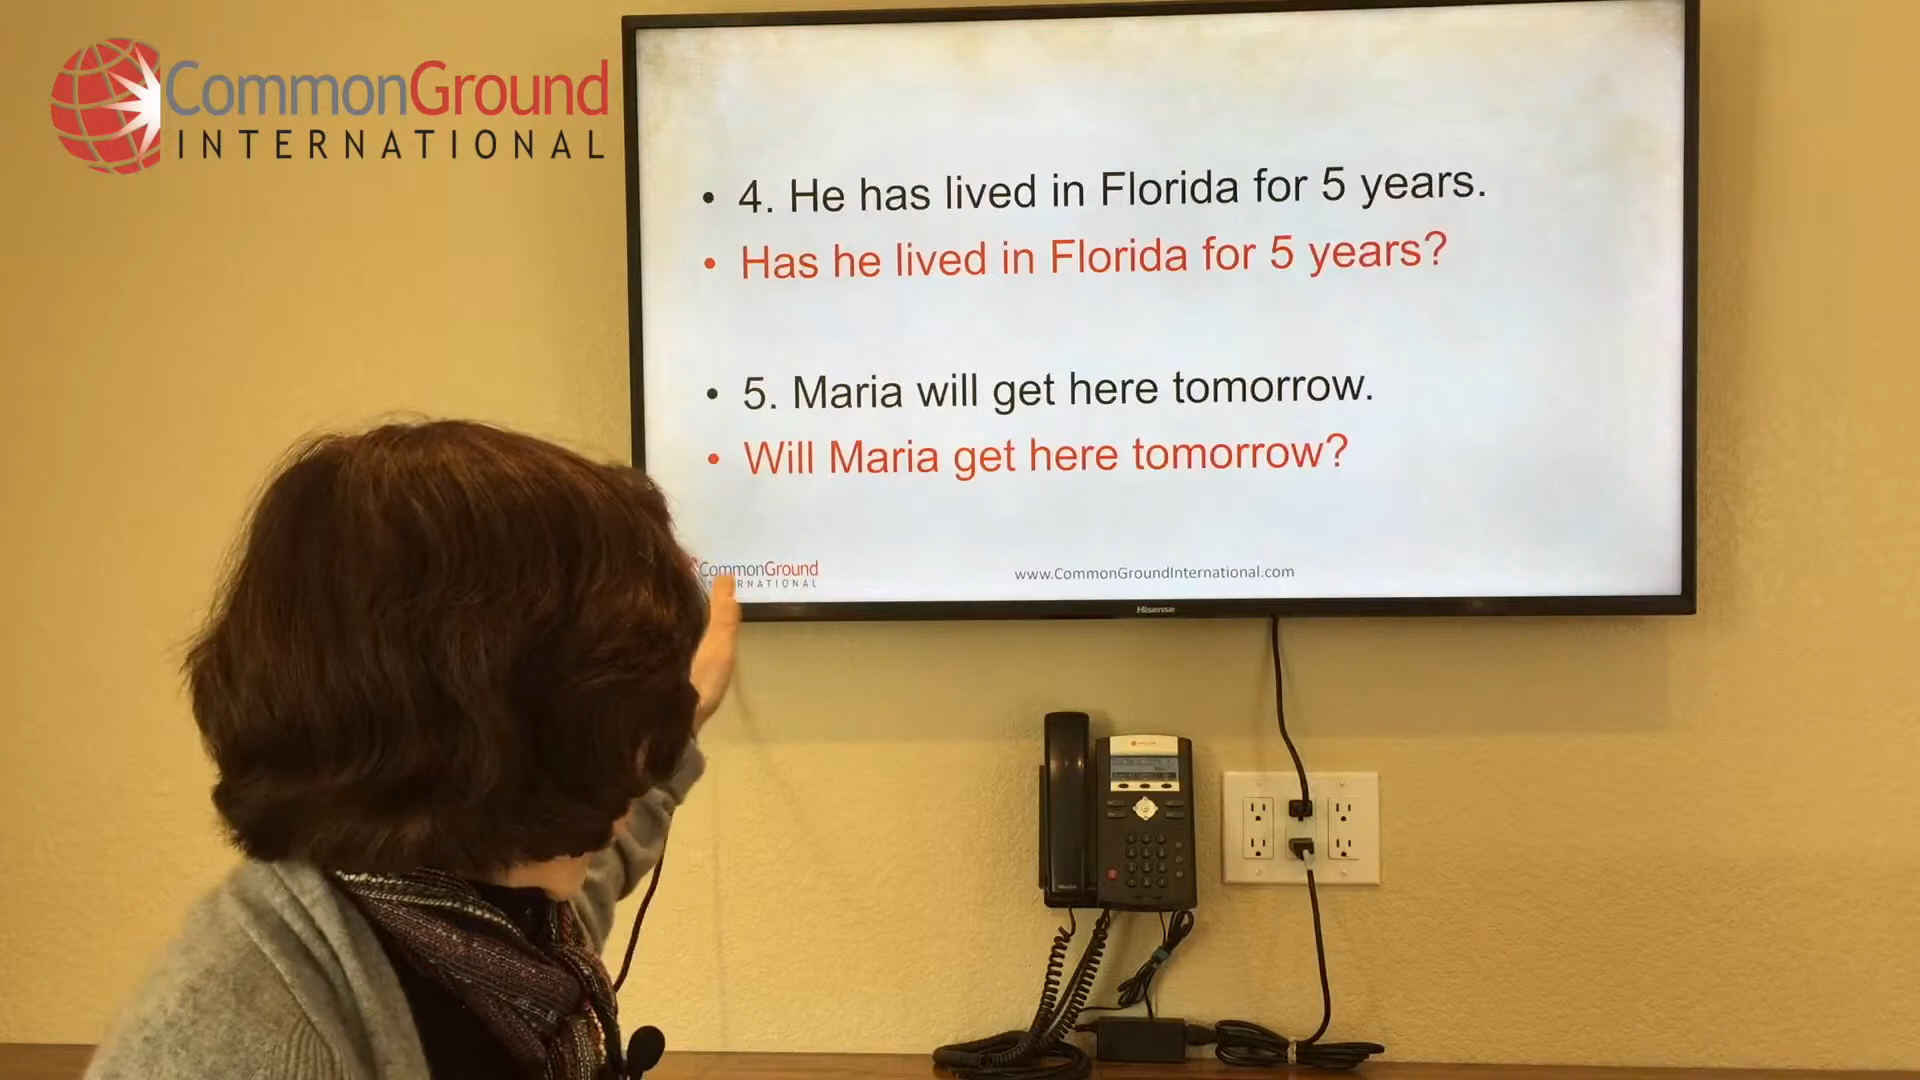 CommonGround
INTERNATIONAL
• 4. He has lived in Florida for 5 years.
• Has he lived in Florida for 5 years?
• 5. Maria will get here tomorrow.
• Will Maria get here tomorrow?
CommonGround
www.CommonGroundInternational.com
Hisense